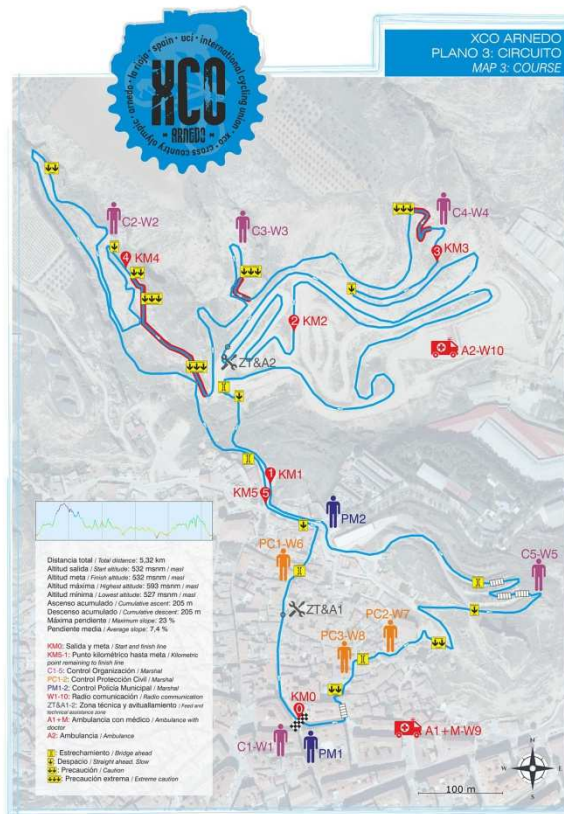 XCO ARNEDO
PLANO 3: CIRCUITO
MAP 3: COURSE
arnedo · la rioja · spain · uci · international cycling union · xco · cross country olympic
XCO
- ARNEDO -
C2-W2
C3-W3
C4-W4
4 KM4
3 KM3
2 KM2
ZT&A2
A2-W10
1 KM1
KM5 5
PM2
PC1-W6
C5-W5
ZT&A1
PC2-W7
PC3-W8
KM0
0
A1+M-W9
C1-W1
PM1
Distancia total / Total distance: 5,32 km
Altitud salida / Start altitude: 532 msnm / masl
Altitud meta / Finish altitude: 532 msnm / masl
Altitud máxima / Highest altitude: 593 msnm / masl
Altitud mínima / Lowest altitude: 527 msnm / masl
Ascenso acumulado / Cumulative ascent: 205 m
Descenso acumulado / Cumulative descent: 205 m
Máxima pendiente / Maximum slope: 23 %
Pendiente media / Average slope: 7,4 %
KM0: Salida y meta / Start and finish line
KM5-1: Punto kilométrico hasta meta / Kilometric
point remaining to finish line
C1-5: Control Organización / Marshal
PC1-2: Control Protección Civil / Marshal
PM1-2: Control Policía Municipal / Marshal
W1-10: Radio comunicación / Radio communication
ZT&A1-2: Zona técnica y avituallamiento / Feed and
technical assistance zone
A1+M: Ambulancia con médico / Ambulance with
doctor
A2: Ambulancia / Ambulance
: Estrechamiento / Bridge ahead
: Despacio / Straight ahead. Slow
: Precaución / Caution
: Precaución extrema / Extreme caution
N
W E
S
100 m